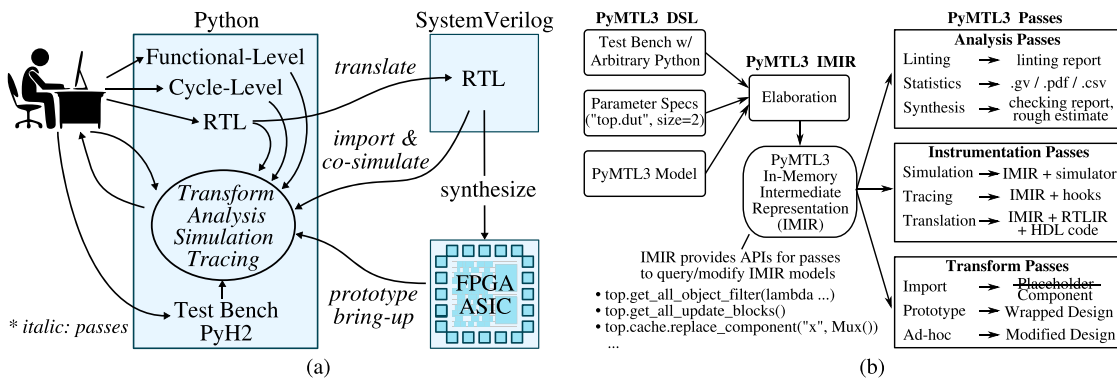 Python
SystemVerilog
Functional-Level
Cycle-Level
RTL
translate
RTL
import &
co-simulate
synthesize
Transform
Analysis
Simulation
Tracing
prototype
bring-up
FPGA
ASIC
Test Bench
PyH2
* italic: passes
(a)
PyMTL3 DSL
Test Bench w/
Arbitrary Python
Parameter Specs
("top.dut", size=2)
PyMTL3 Model
PyMTL3 IMIR
Elaboration
PyMTL3
In-Memory
Intermediate
Representation
(IMIR)
IMIR provides APIs for passes
to query/modify IMIR models
• top.get_all_object_filter(lambda ...)
• top.get_all_update_blocks()
• top.cache.replace_component("x", Mux())
...
PyMTL3 Passes
Analysis Passes
Linting linting report
Statistics .gv / .pdf / .csv
Synthesis checking report,
rough estimate
Instrumentation Passes
Simulation IMIR + simulator
Tracing IMIR + hooks
Translation IMIR + RTLIR
+ HDL code
Transform Passes
Import Placeholder
Component
Prototype Wrapped Design
Ad-hoc Modified Design
(b)